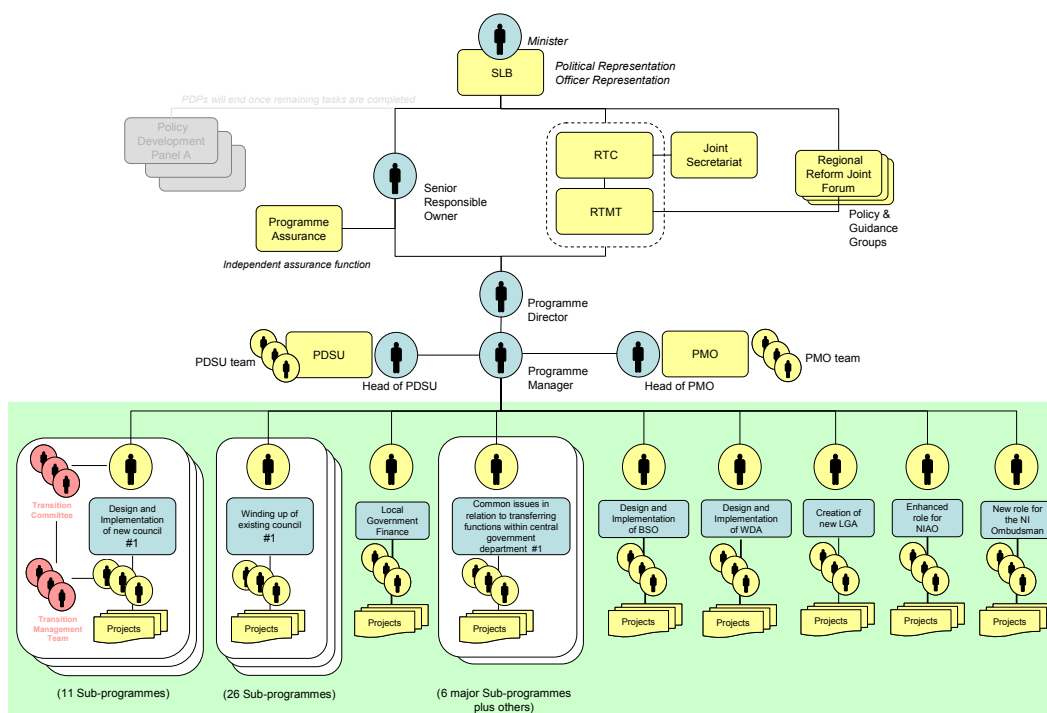 Minister
SLB
Political Representation
Officer Representation
PDPs will end once remaining tasks are completed
Policy
Development
Panel A
RTC
Joint
Secretariat
Regional
Reform Joint
Forum
Senior
Responsible
Owner
RTMT
Policy &
Guidance
Groups
Programme
Assurance
Independent assurance function
Programme
Director
PDSU team
PDSU
Head of PDSU
Programme
Manager
PMO
Head of PMO
PMO team
Transition
Committee
Design and
Implementation
of new council
#1
Transition
Management
Team
Projects
(11 Sub-programmes)
Winding up of
existing council
#1
Projects
(26 Sub-programmes)
Local
Government
Finance
Projects
Common issues in
relation to transferring
functions within central
government
department #1
Projects
(6 major Sub-programmes
plus others)
Design and
Implementation
of BSO
Projects
Design and
Implementation
of WDA
Projects
Creation of
new LGA
Projects
Enhanced
role for
NIAO
Projects
New role for
the NI
Ombudsman
Projects